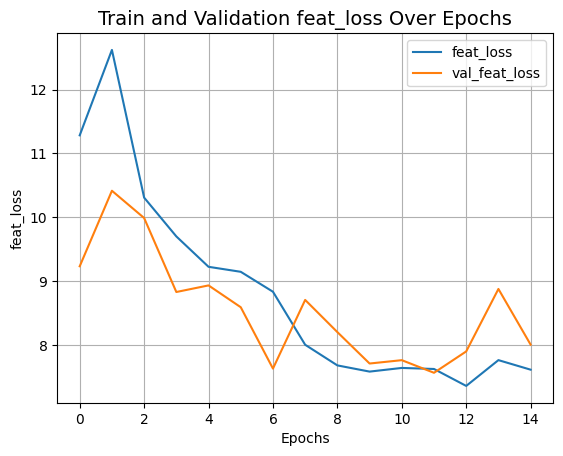 Train and Validation feat_loss Over Epochs
feat_loss
val_feat_loss
feat_loss
12
11
10
9
8
0 2 4 6 8 10 12 14
Epochs